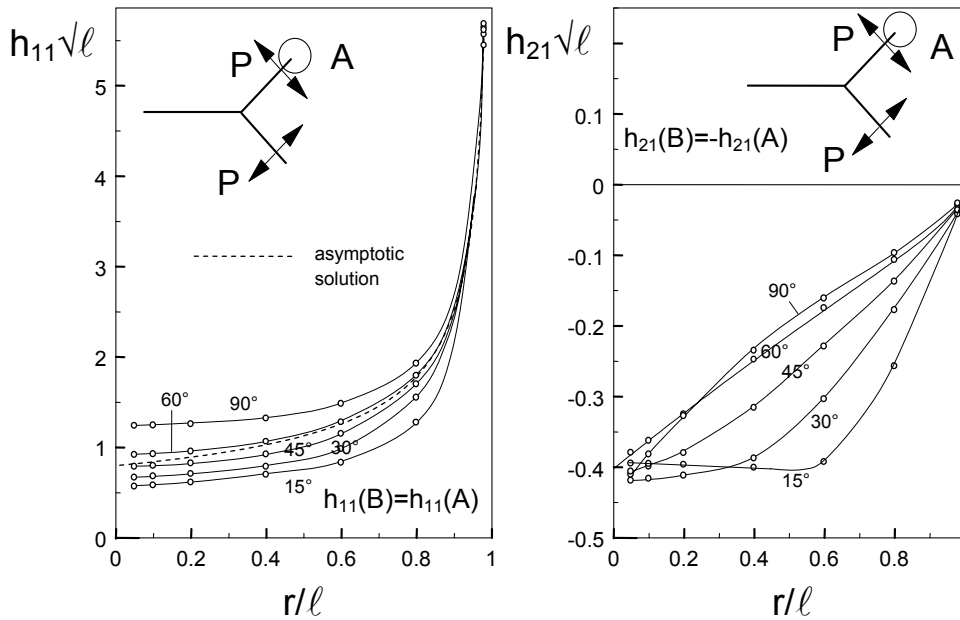 h₁₁√ℓ
5
4
3
2
1
0
P
A
P
asymptotic
solution
60°
90°
45°
30°
15°
h₁₁(B)=h₁₁(A)
0
0.2
0.4
0.6
0.8
1
r/ℓ
h₂₁√ℓ
0.1
0
-0.1
-0.2
-0.3
-0.4
-0.5
P
A
P
h₂₁(B)=-h₂₁(A)
90°
60°
45°
30°
15°
0
0.2
0.4
0.6
0.8
r/ℓ